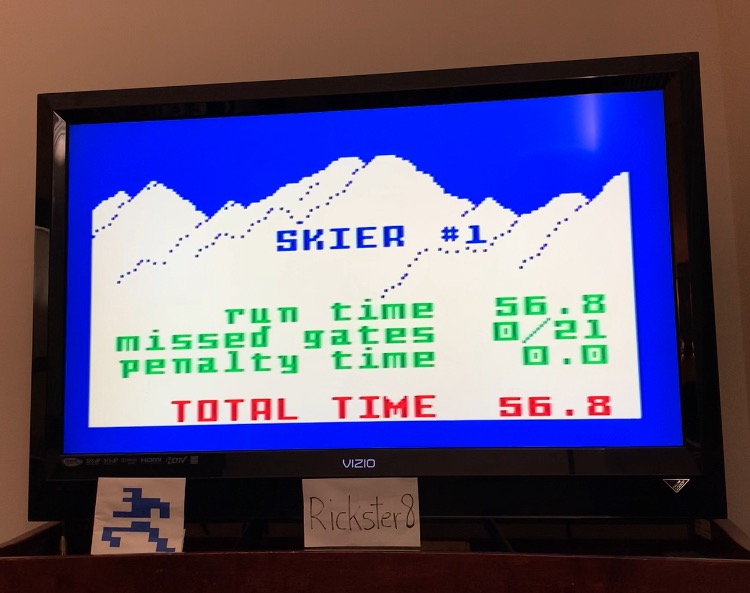 SKIER #1
run time 56.8
missed gates 0/21
penalty time 0.0
TOTAL TIME 56.8
VIZIO
Rickster8